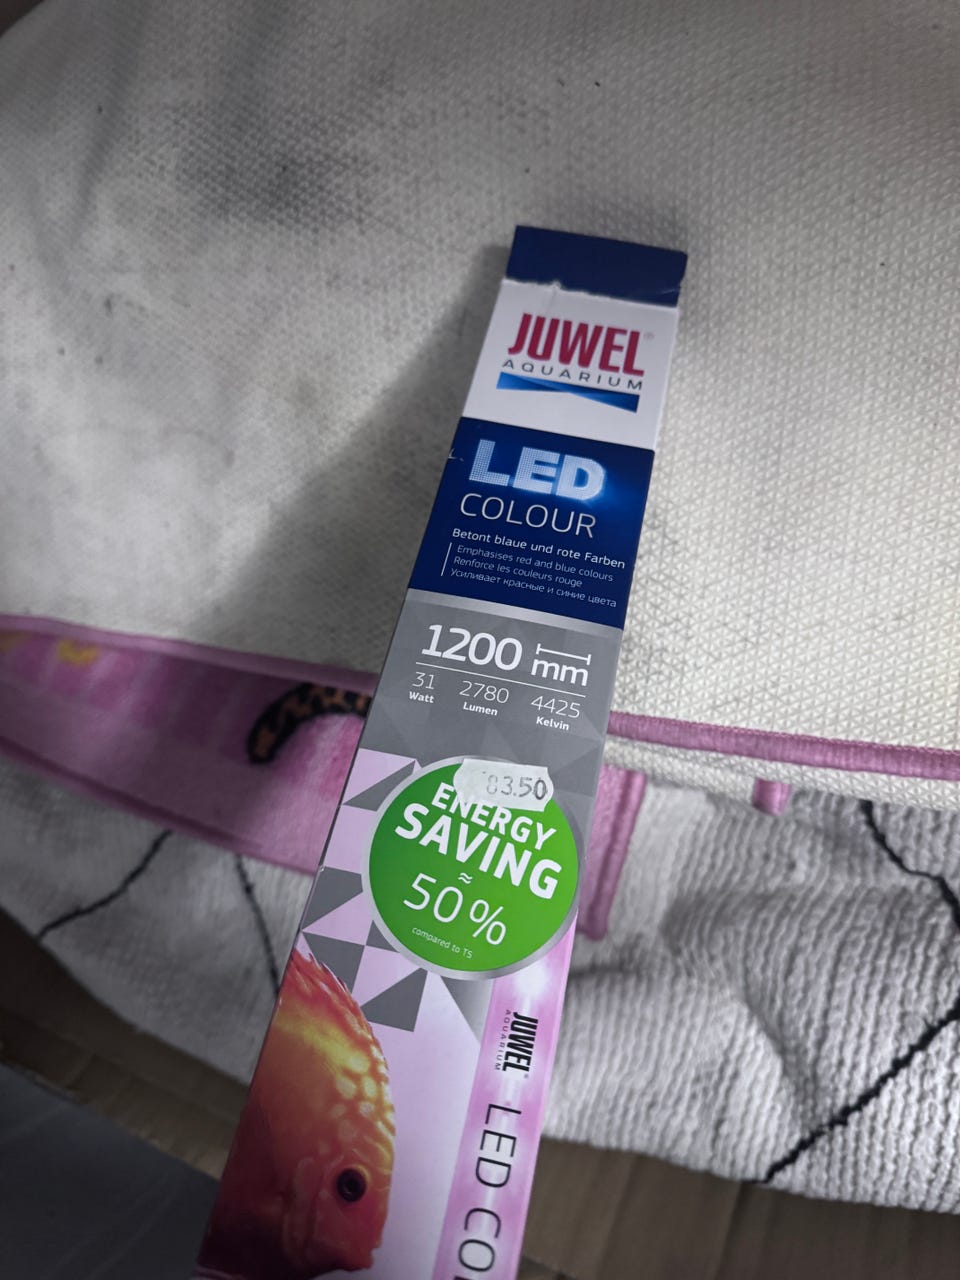 JUWEL®
AQUARIUM
LED
COLOUR
Betont blaue und rote Farben
Emphasises red and blue colours
Renforce les couleurs rouge
Усиливает красные и синие цвета
1200 mm
31 2780 4425
Watt Lumen Kelvin
83.50
ENERGY
SAVING
≈
50%
compared to T5
JUWEL®
AQUARIUM
LED CO